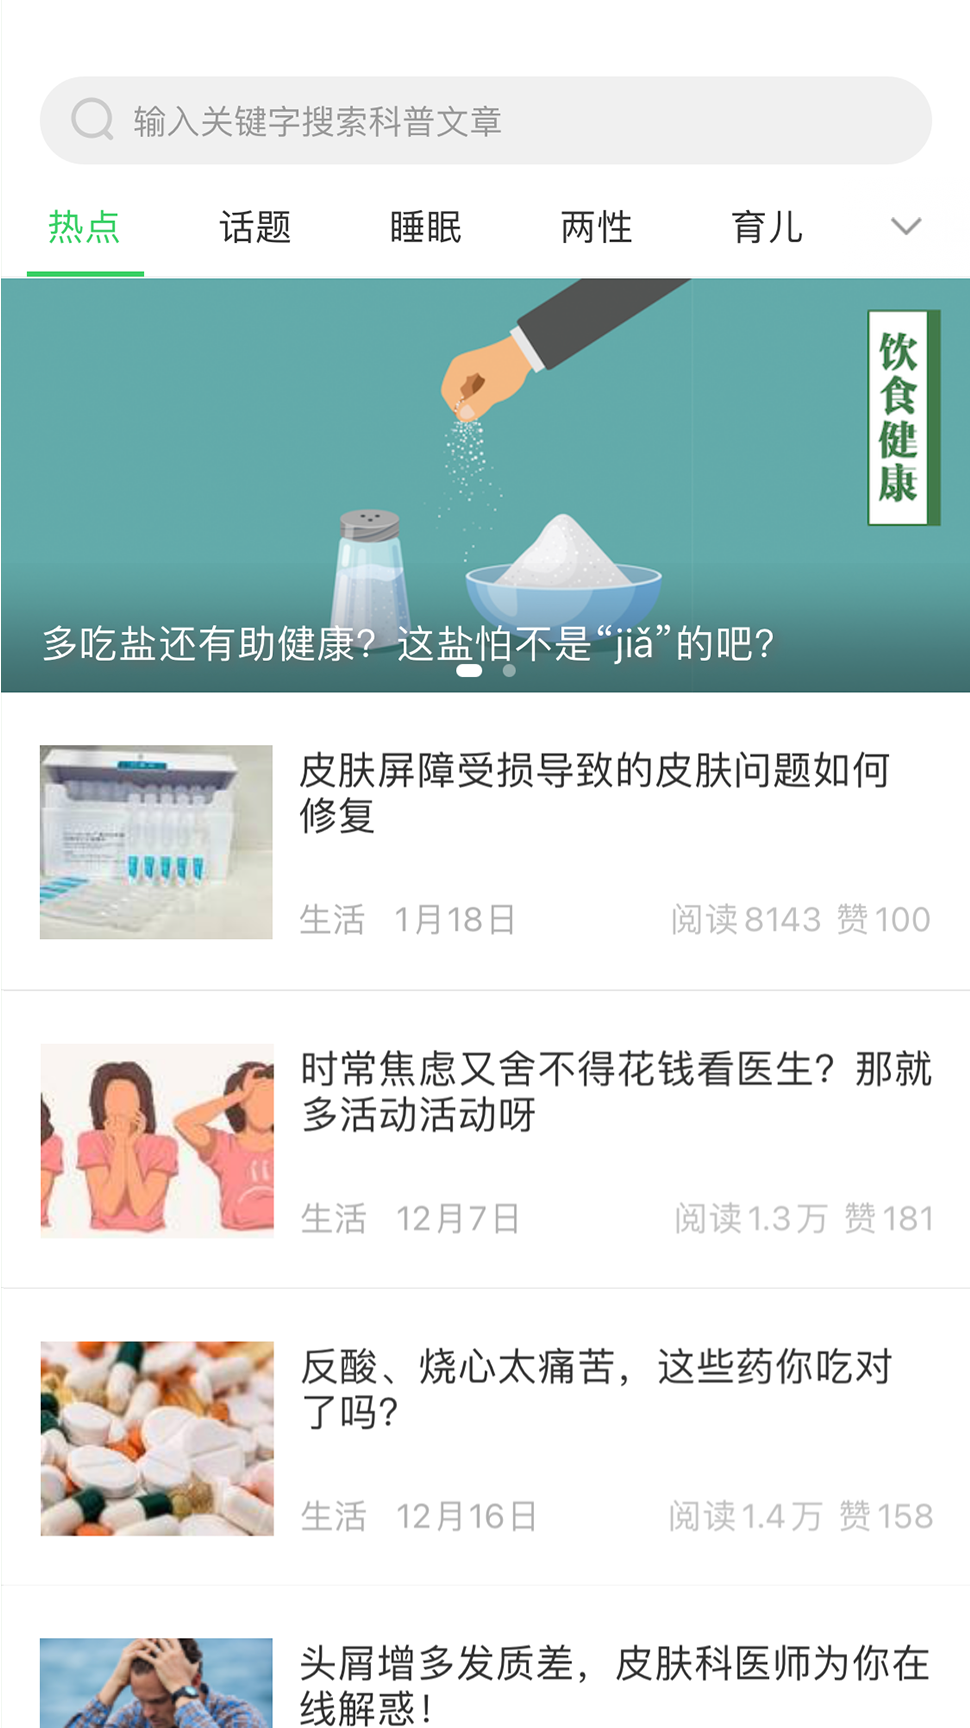 输入关键字搜索科普文章
热点 话题 睡眠 两性 育儿
饮食健康
多吃盐还有助健康？这盐怕不是“jiǎ”的吧？
皮肤屏障受损导致的皮肤问题如何
修复
生活 1月18日 阅读8143 赞100
时常焦虑又舍不得花钱看医生？那就
多活动活动呀
生活 12月7日 阅读1.3万 赞181
反酸、烧心太痛苦，这些药你吃对
了吗？
生活 12月16日 阅读1.4万 赞158
头屑增多发质差，皮肤科医师为你在
线解惑！